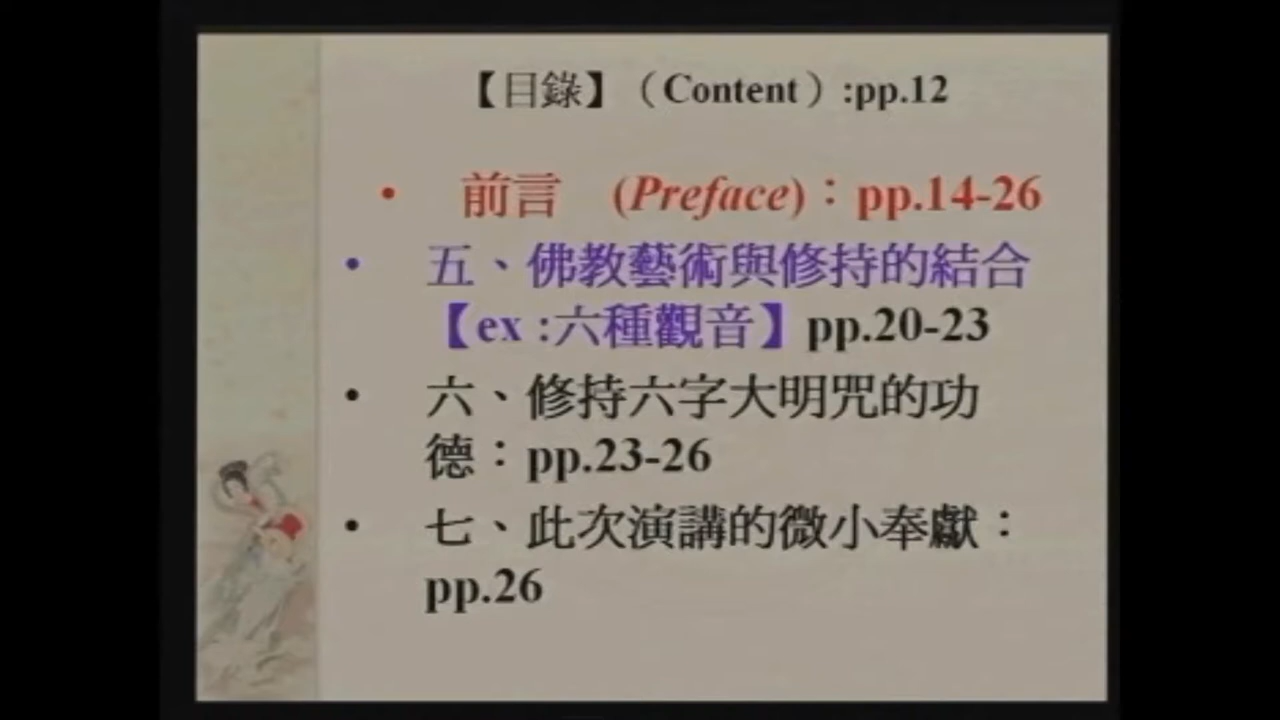 【目錄】（Content）:pp.12
• 前言 (Preface)：pp.14-26
• 五、佛教藝術與修持的結合
【ex :六種觀音】pp.20-23
• 六、修持六字大明咒的功
德：pp.23-26
• 七、此次演講的微小奉獻：
pp.26